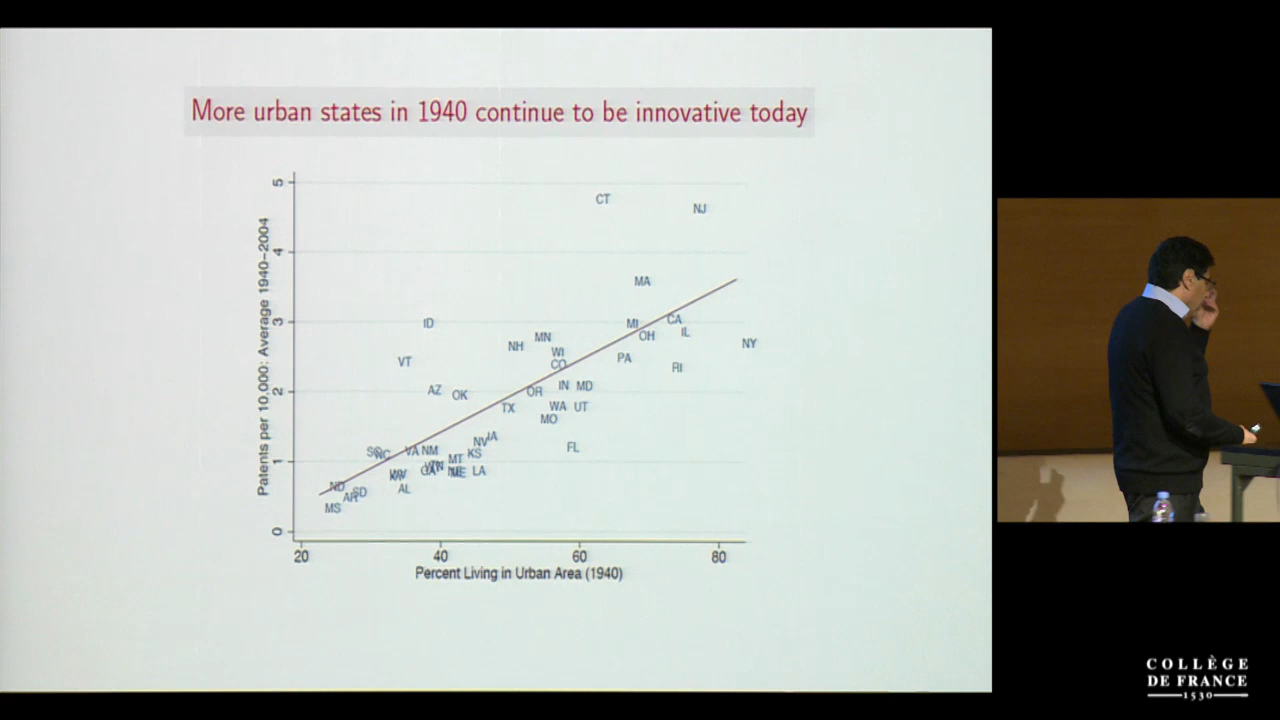 More urban states in 1940 continue to be innovative today
Patents per 10,000: Average 1940-2004
5
4
3
2
1
0
CT
NJ
MA
ID
MI
CA
OH
IL
NY
MN
NH
WI
CO
PA
RI
VT
AZ
OK
IN
MD
OR
TX
WA
UT
MO
FL
NV
IA
KS
SC
NC
VA
NM
MT
LA
AL
ND
SD
MS
20
40
60
80
Percent Living in Urban Area (1940)
COLLÈGE
DE FRANCE
1530